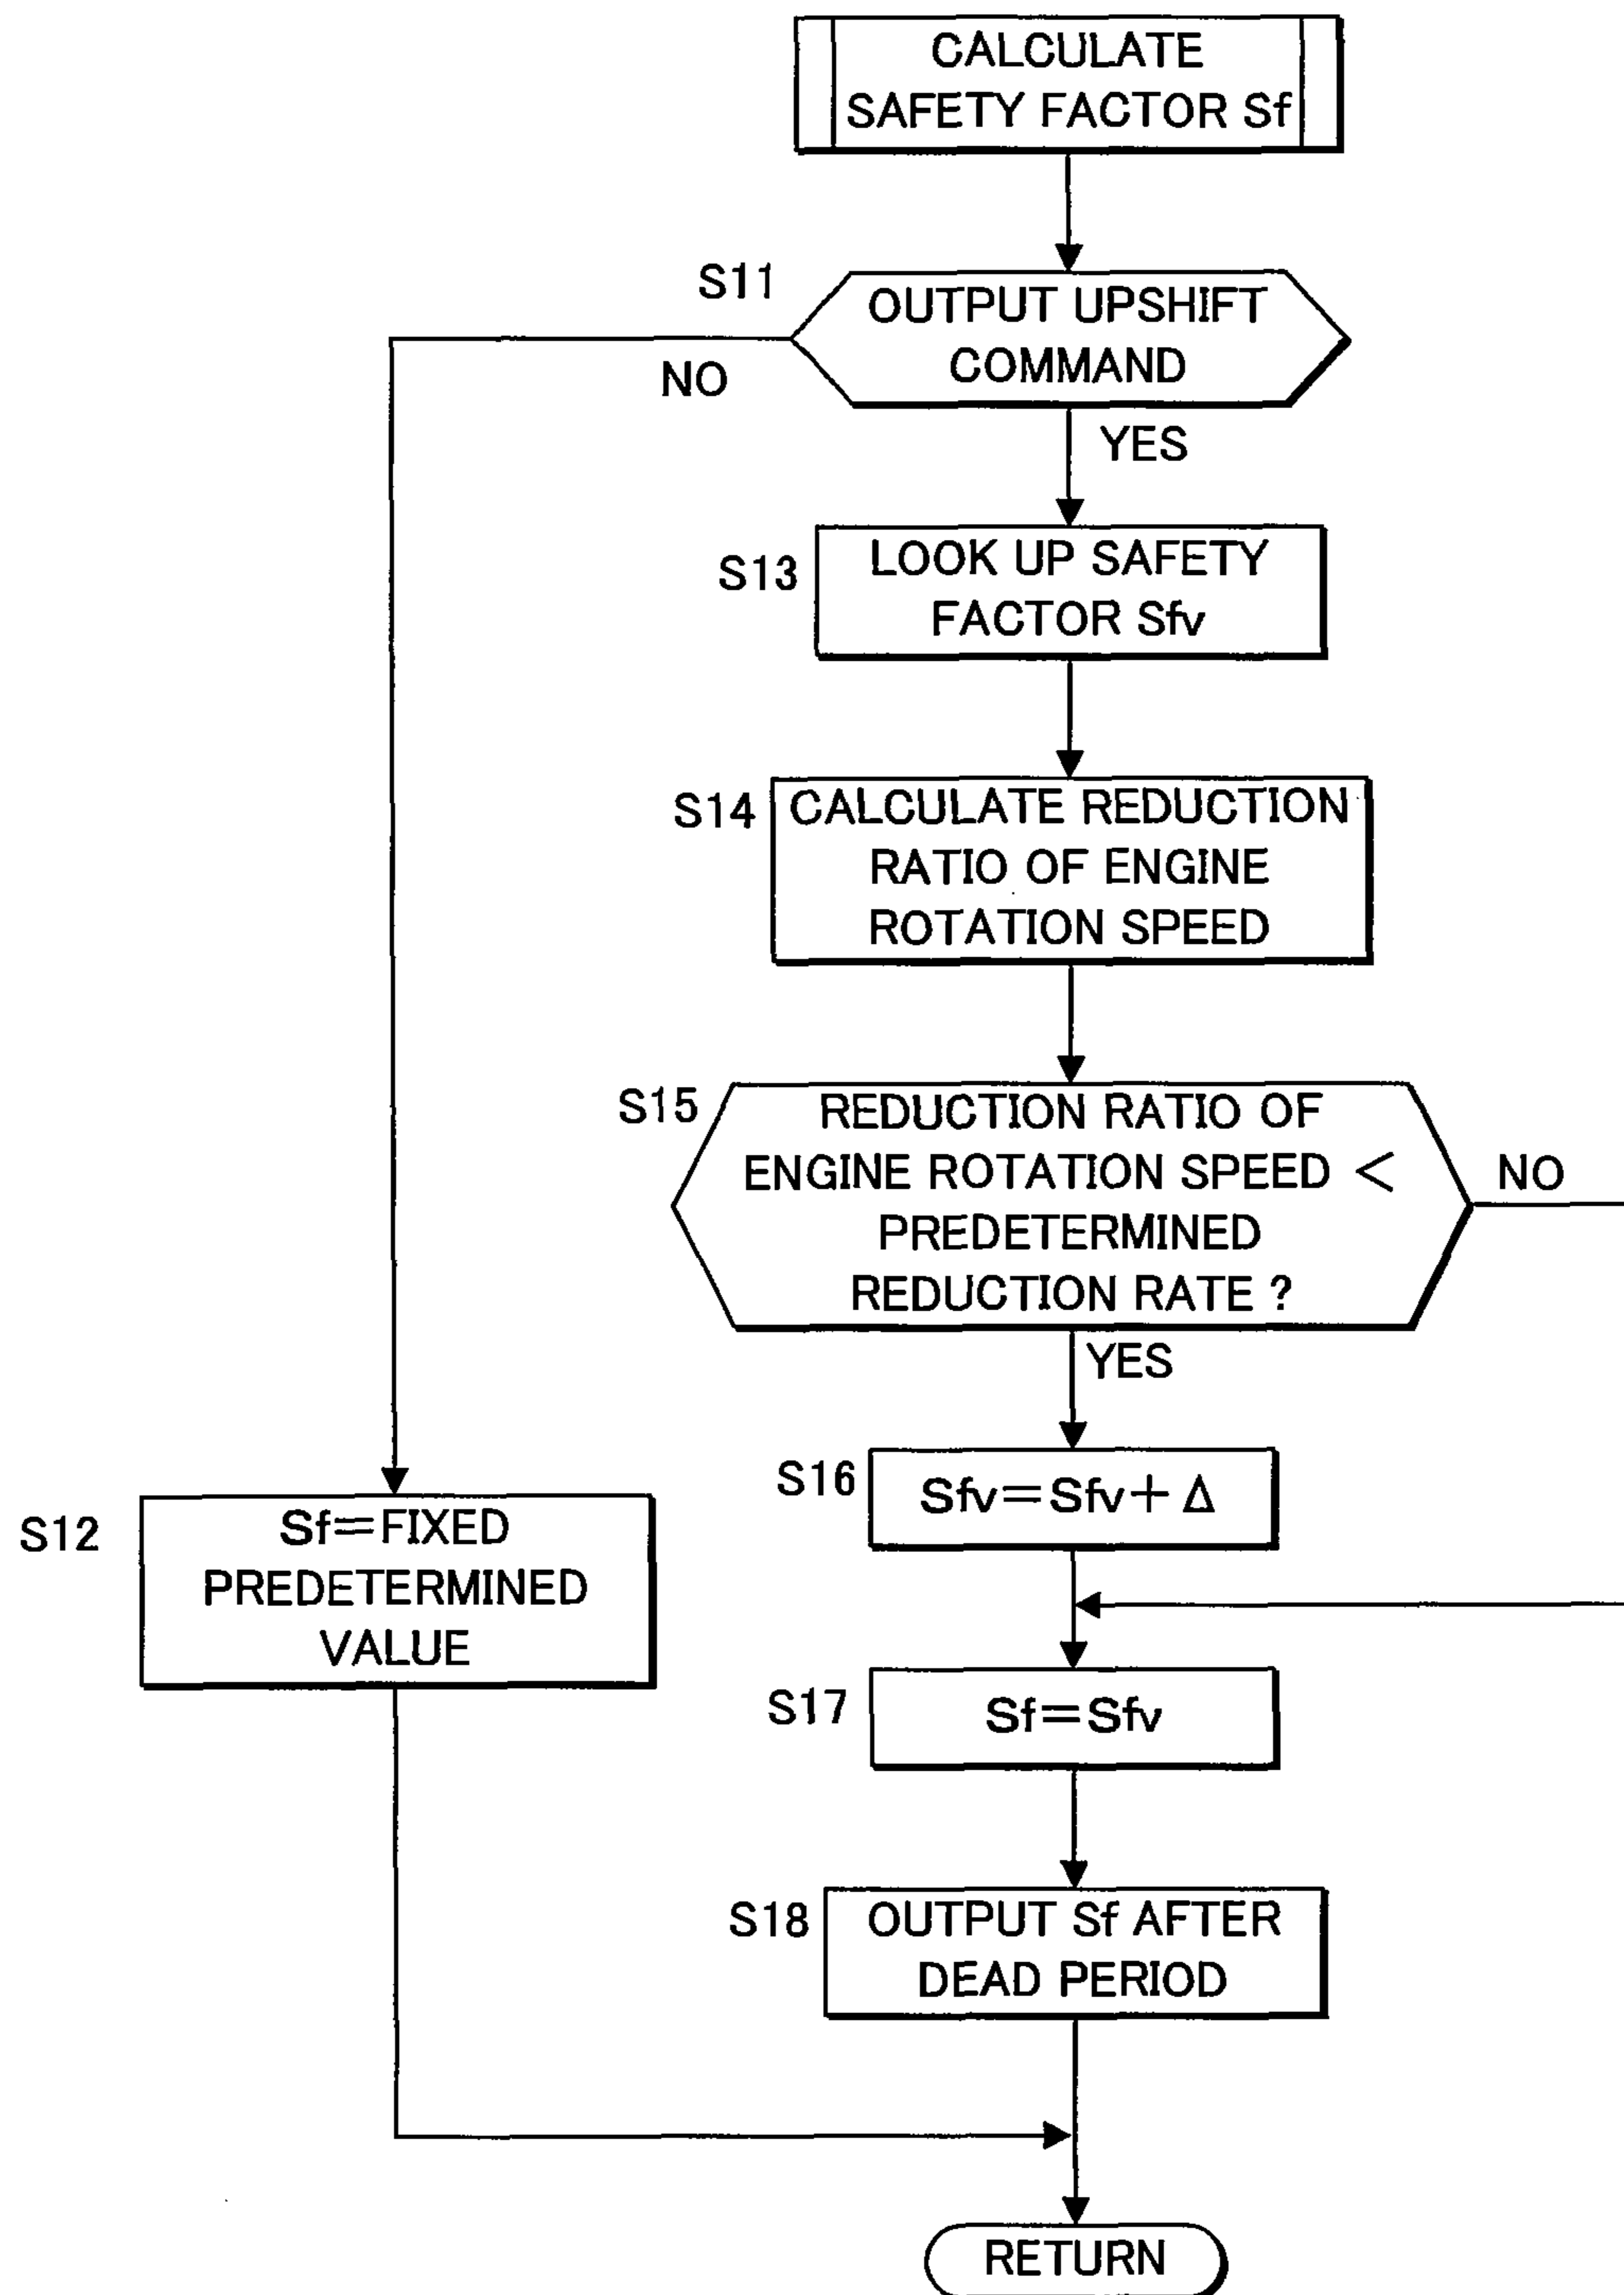 CALCULATE
SAFETY FACTOR Sf
S11
OUTPUT UPSHIFT
COMMAND
NO
YES
S13
LOOK UP SAFETY
FACTOR Sfv
S14
CALCULATE REDUCTION
RATIO OF ENGINE
ROTATION SPEED
S15
REDUCTION RATIO OF
ENGINE ROTATION SPEED <
PREDETERMINED
REDUCTION RATE ?
NO
YES
S16
Sfv=Sfv+Δ
S12
Sf=FIXED
PREDETERMINED
VALUE
S17
Sf=Sfv
S18
OUTPUT Sf AFTER
DEAD PERIOD
RETURN